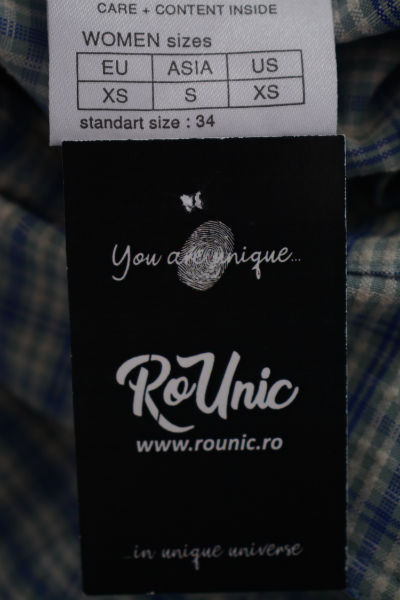 CARE + CONTENT INSIDE
WOMEN sizes
EU ASIA US
XS S XS
standart size : 34
You are unique...
RoUnic
www.rounic.ro
...in unique universe